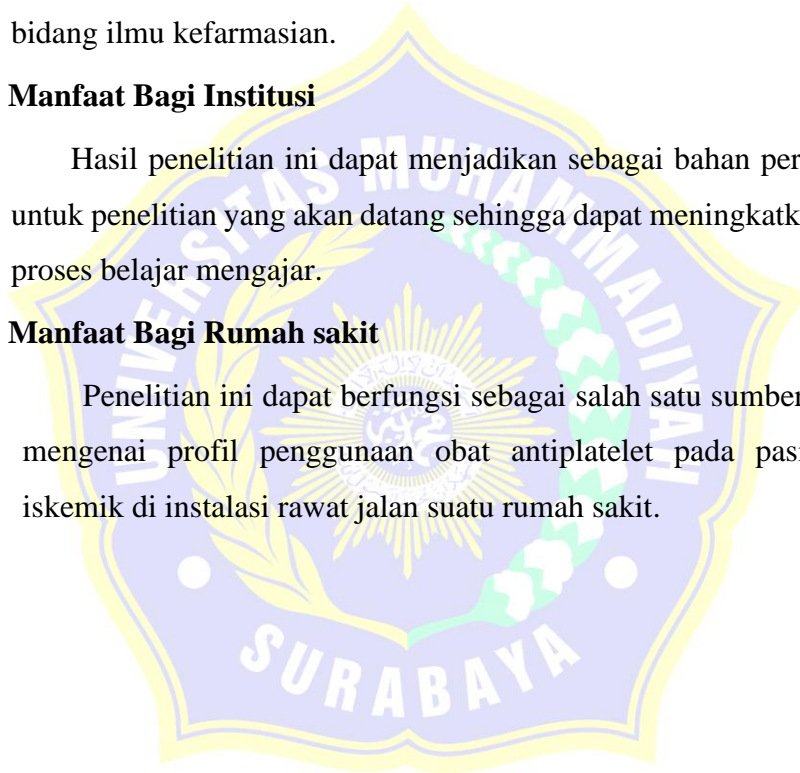 bidang ilmu kefarmasian.
Manfaat Bagi Institusi
Hasil penelitian ini dapat menjadikan sebagai bahan per
untuk penelitian yang akan datang sehingga dapat meningkatk
proses belajar mengajar.
Manfaat Bagi Rumah sakit
Penelitian ini dapat berfungsi sebagai salah satu sumber
mengenai profil penggunaan obat antiplatelet pada pas
iskemik di instalasi rawat jalan suatu rumah sakit.
UNIVERSITAS MUHAMMADIYAH
SURABAYA